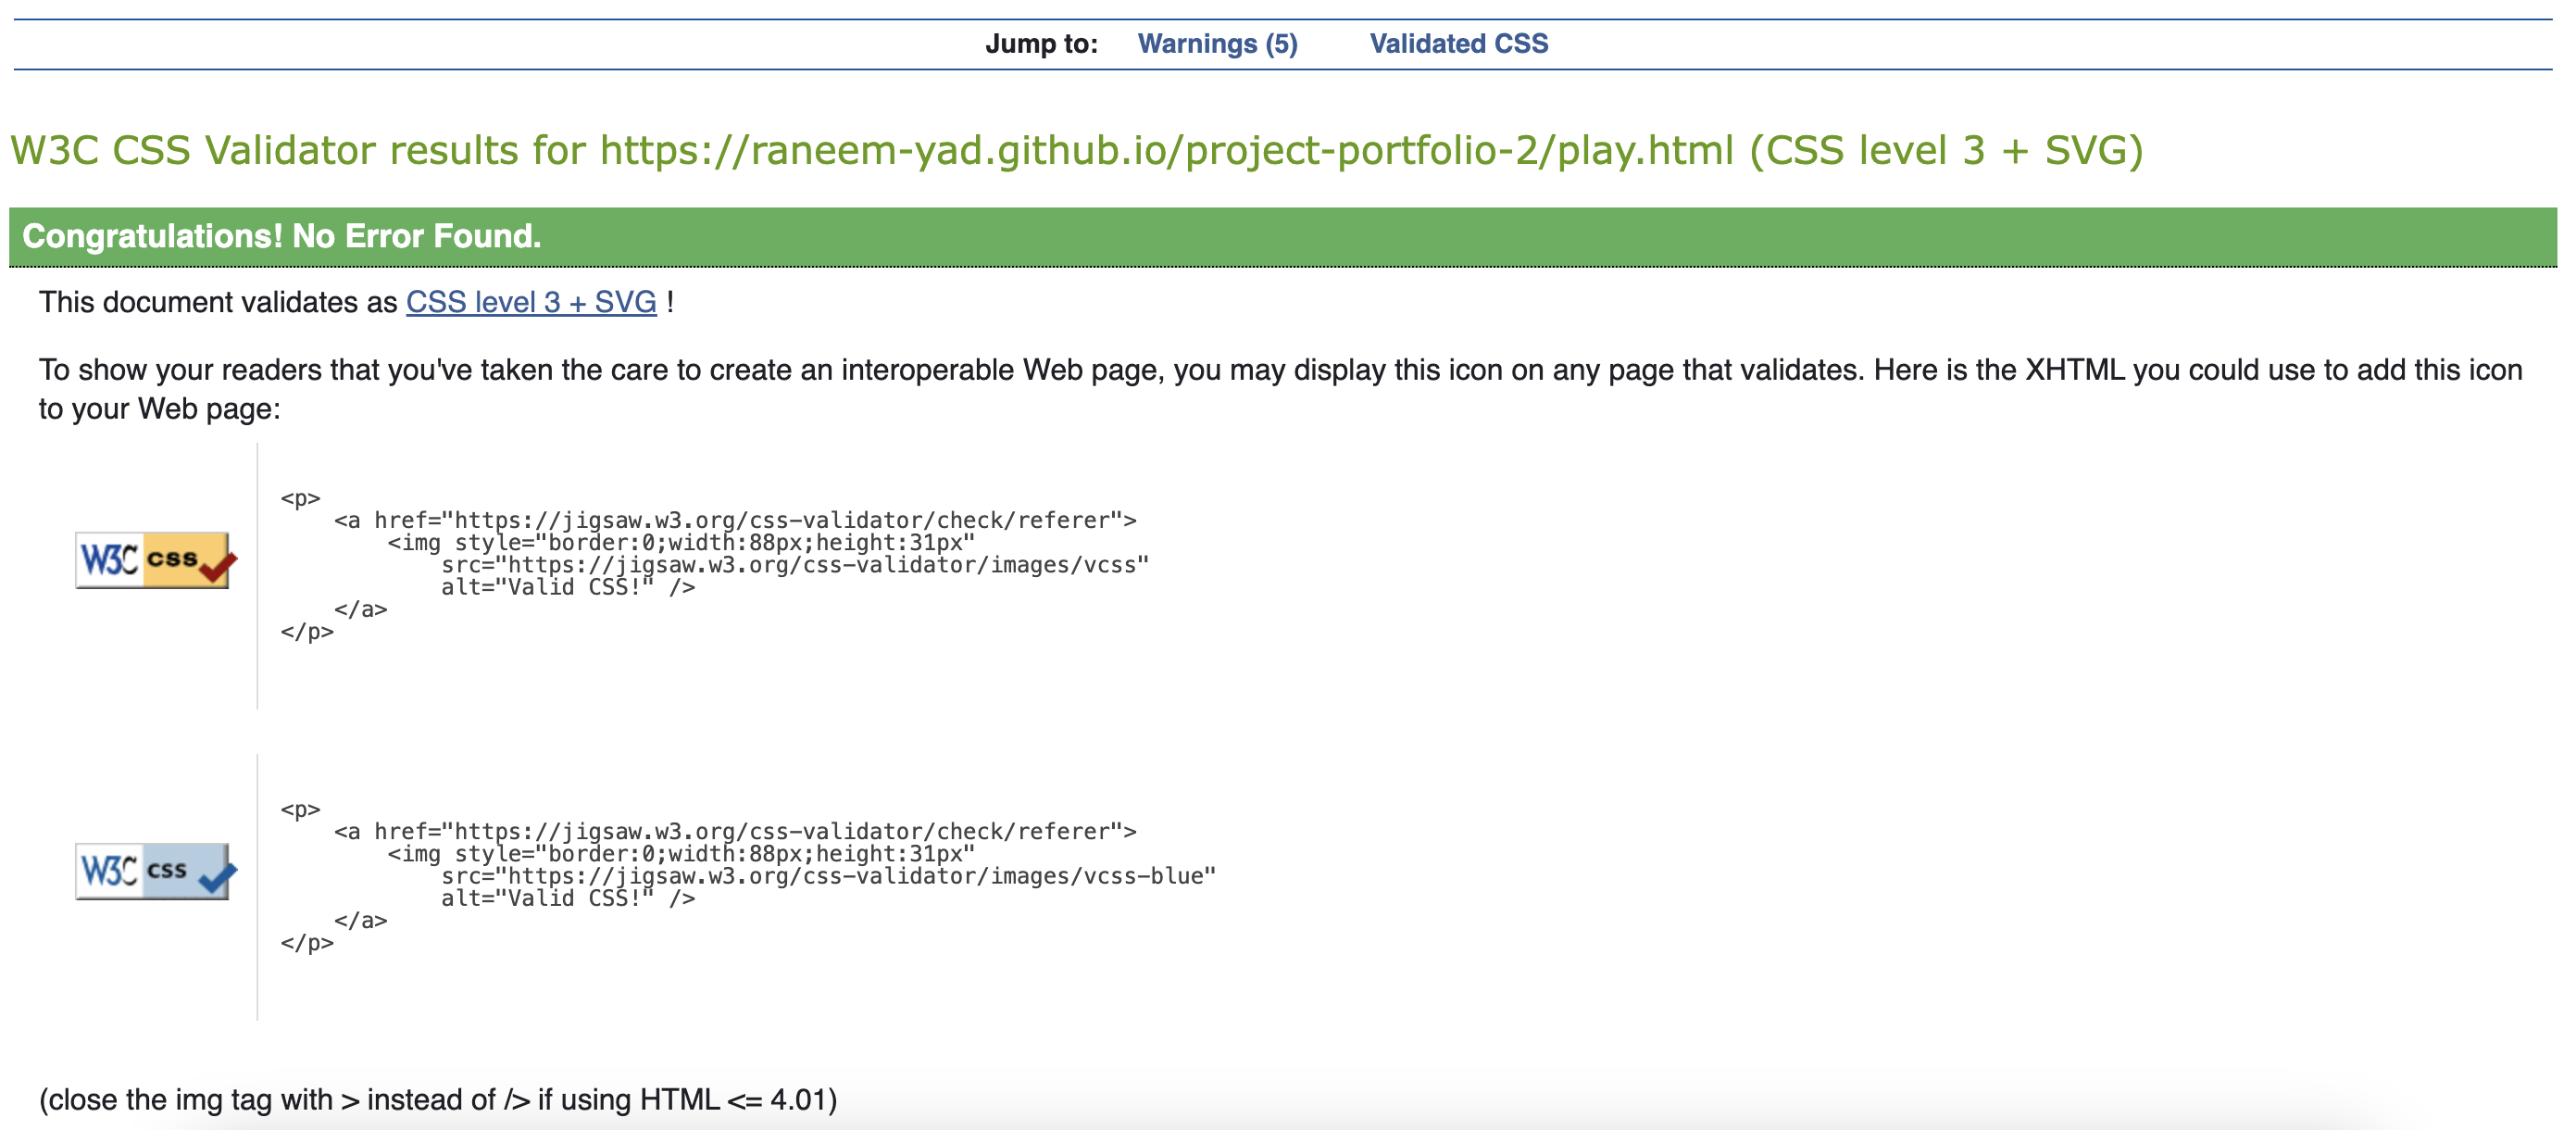 Jump to: Warnings (5) Validated CSS
W3C CSS Validator results for https://raneem-yad.github.io/project-portfolio-2/play.html (CSS level 3 + SVG)
Congratulations! No Error Found.
This document validates as CSS level 3 + SVG !
To show your readers that you've taken the care to create an interoperable Web page, you may display this icon on any page that validates. Here is the XHTML you could use to add this icon
to your Web page:
W3C css
<p>
    <a href="https://jigsaw.w3.org/css-validator/check/referer">
        <img style="border:0;width:88px;height:31px"
            src="https://jigsaw.w3.org/css-validator/images/vcss"
            alt="Valid CSS!" />
    </a>
</p>
W3C css
<p>
    <a href="https://jigsaw.w3.org/css-validator/check/referer">
        <img style="border:0;width:88px;height:31px"
            src="https://jigsaw.w3.org/css-validator/images/vcss-blue"
            alt="Valid CSS!" />
    </a>
</p>
(close the img tag with > instead of /> if using HTML <= 4.01)